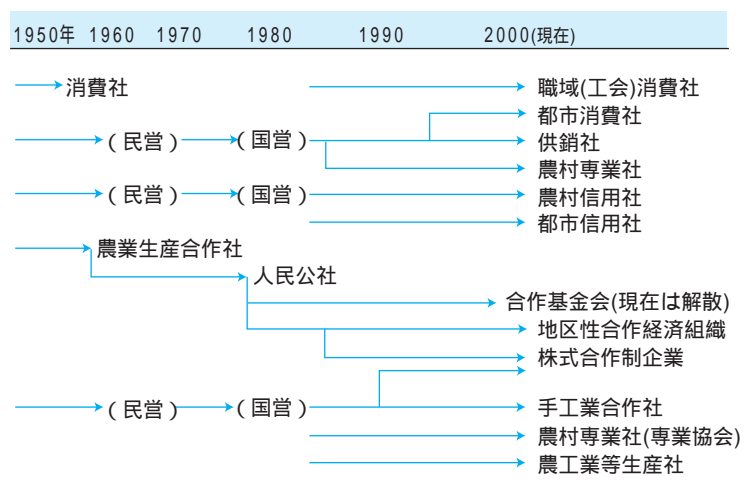 1950年 1960 1970 1980 1990 2000(現在)
消費社 職域(工会)消費社
都市消費社
(民営) (国営) 供銷社
農村専業社
(民営) (国営) 農村信用社
都市信用社
農業生産合作社
人民公社
合作基金会(現在は解散)
地区性合作経済組織
株式合作制企業
(民営) (国営) 手工業合作社
農村専業社(専業協会)
農工業等生産社